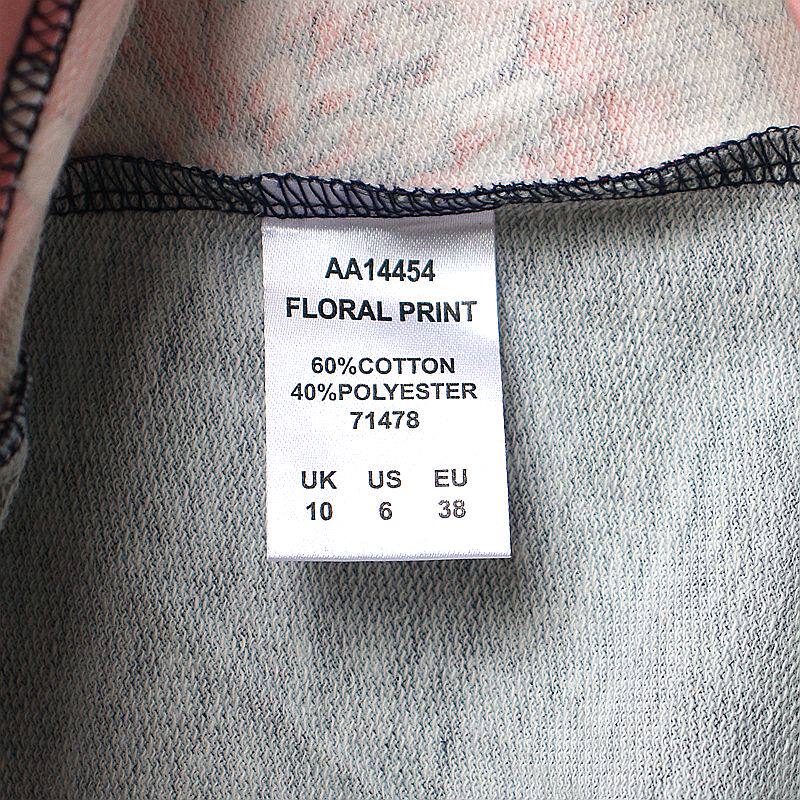 AA14454
FLORAL PRINT
60%COTTON
40%POLYESTER
71478
UK US EU
10 6 38